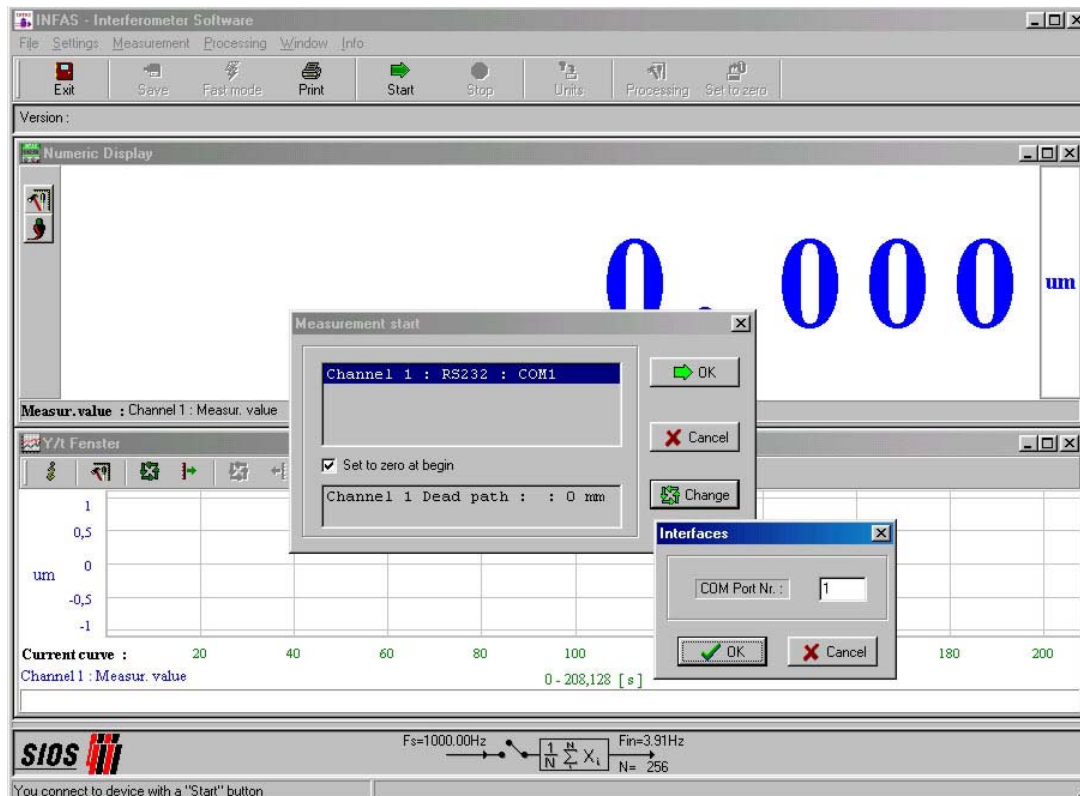 INFAS - Interferometer Software
File Settings Measurement Processing Window Info
Exit Save Fast mode Print Start Stop Units Processing Set to zero
Version :
Numeric Display
0.000
um
Measur.value : Channel 1 : Measur. value
Measurement start
Channel 1 : RS232 : COM1
OK
Cancel
Set to zero at begin
Channel 1 Dead path : : 0 mm
Change
Y/t Fenster
Interfaces
COM Port Nr. : 1
OK Cancel
1
0,5
um 0
-0,5
-1
Current curve : 20 40 60 80 100 180 200
Channel 1 : Measur. value 0 - 208,128 [ s ]
SIOS
Fs=1000.00Hz 1/N N Σ 1 Xi Fin=3.91Hz
N= 256
You connect to device with a "Start" button